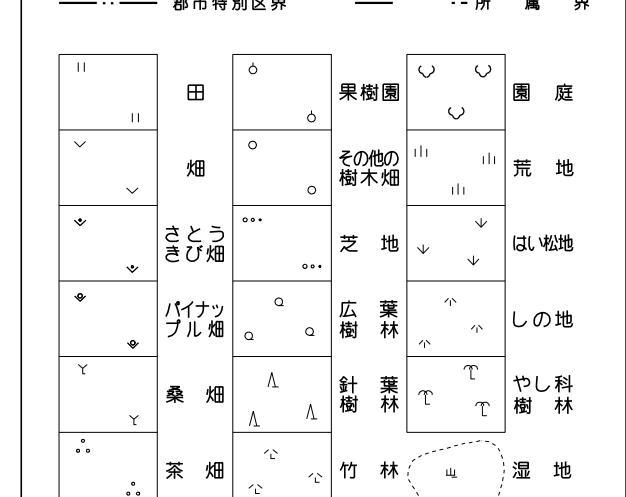 郡市特別区界
所属界
田
果樹園
園庭
畑
その他の
樹木畑
荒地
さとう
きび畑
芝地
はい松地
パイナッ
プル畑
広葉
樹林
しの地
桑畑
針葉
樹林
やし科
樹林
茶畑
竹林
湿地